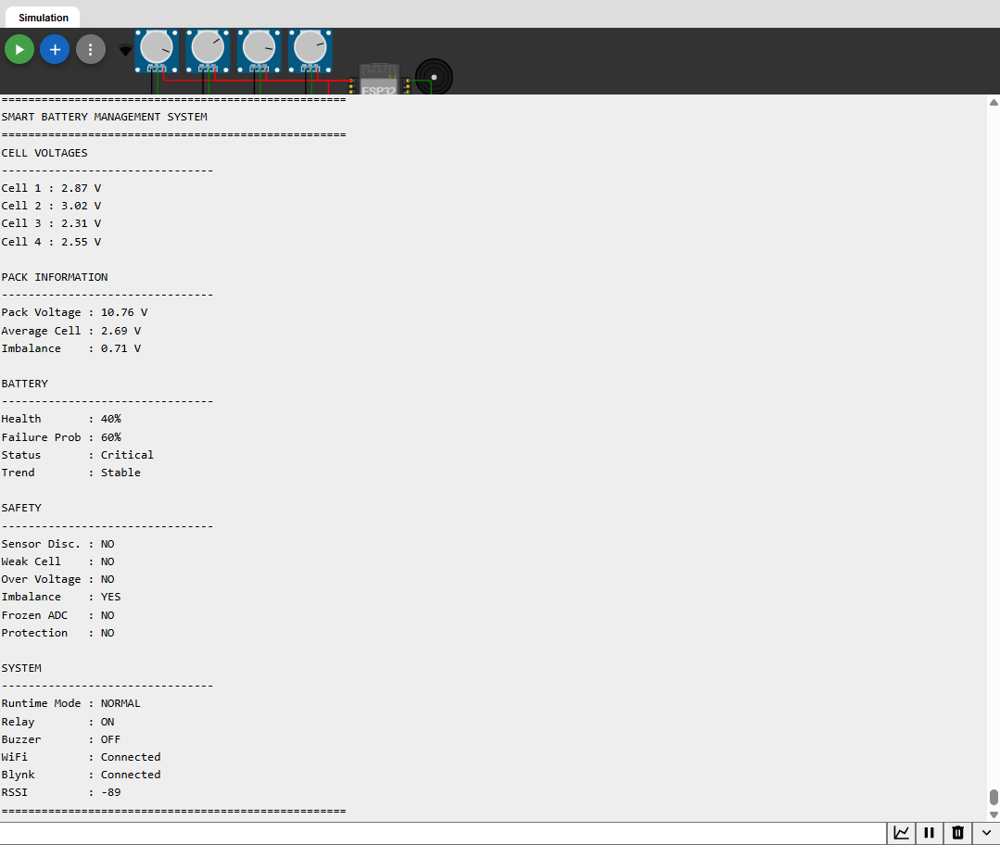 Simulation
ESP32
==================================================== 
SMART BATTERY MANAGEMENT SYSTEM
====================================================
CELL VOLTAGES
--------------------------------
Cell 1 : 2.87 V
Cell 2 : 3.02 V
Cell 3 : 2.31 V
Cell 4 : 2.55 V
PACK INFORMATION
--------------------------------
Pack Voltage : 10.76 V
Average Cell : 2.69 V
Imbalance    : 0.71 V
BATTERY
--------------------------------
Health       : 40%
Failure Prob : 60%
Status       : Critical
Trend        : Stable
SAFETY
--------------------------------
Sensor Disc. : NO
Weak Cell    : NO
Over Voltage : NO
Imbalance    : YES
Frozen ADC   : NO
Protection   : NO
SYSTEM
--------------------------------
Runtime Mode : NORMAL
Relay        : ON
Buzzer       : OFF
WiFi         : Connected
Blynk        : Connected
RSSI         : -89
====================================================